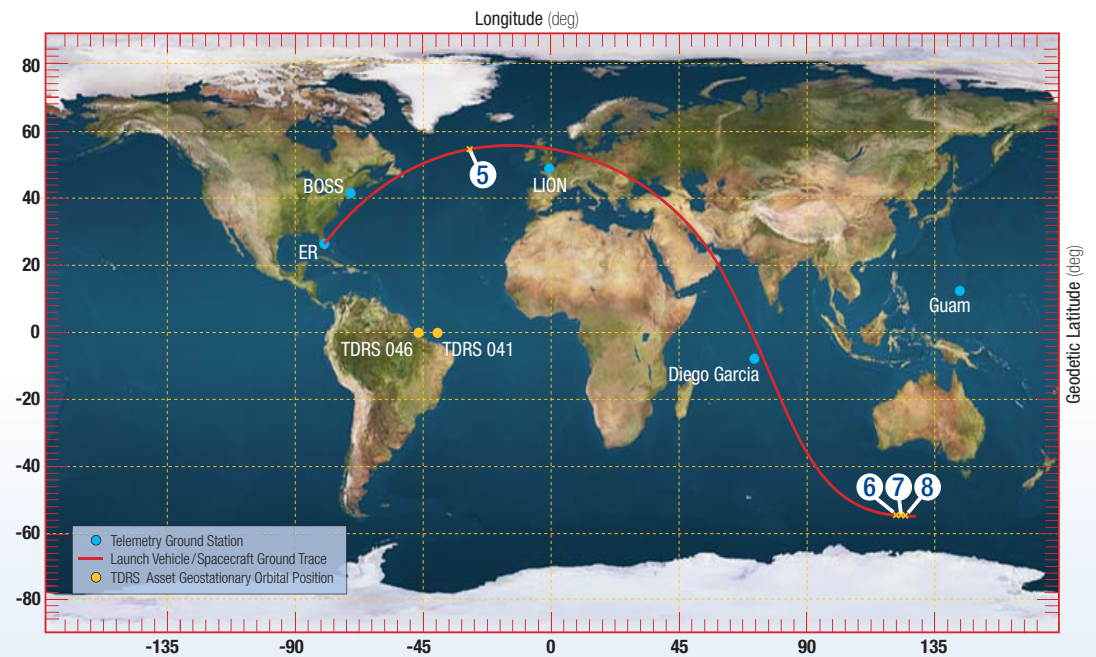 Longitude (deg)
80
60
40
20
0
-20
-40
-60
-80
BOSS
ER
5
LION
TDRS 046
TDRS 041
Diego Garcia
Guam
6 7 8
Geodetic Latitude (deg)
Telemetry Ground Station
Launch Vehicle/Spacecraft Ground Trace
TDRS Asset Geostationary Orbital Position
-135 -90 -45 0 45 90 135